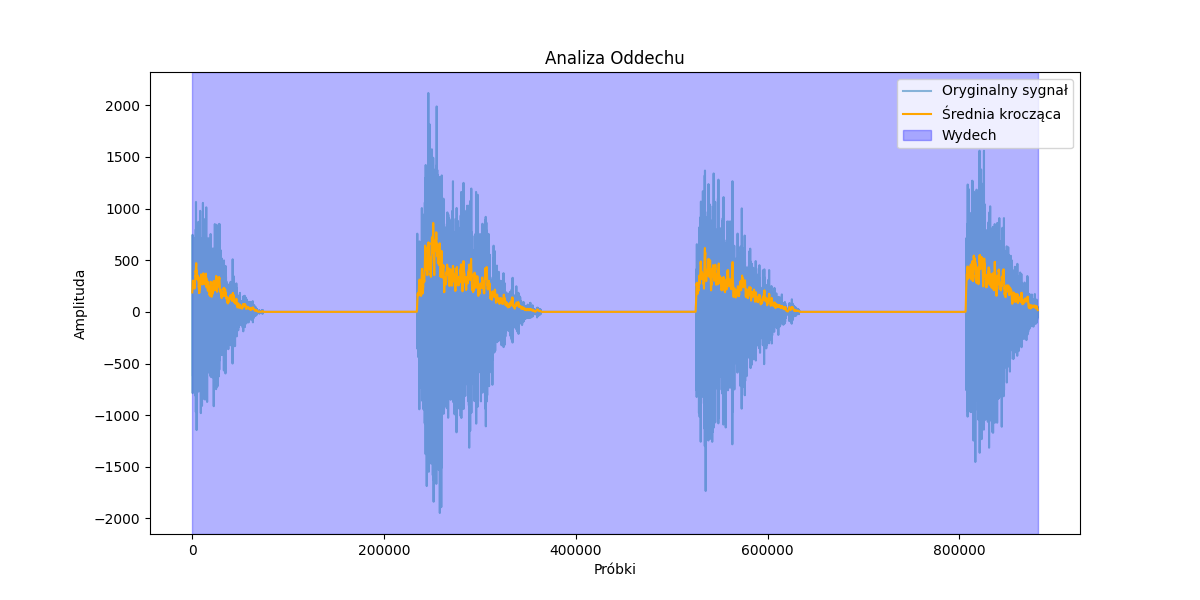 Analiza Oddechu
Oryginalny sygnał
Średnia krocząca
Wydech
Amplituda
2000
1500
1000
500
0
−500
−1000
−1500
−2000
0 200000 400000 600000 800000
Próbki